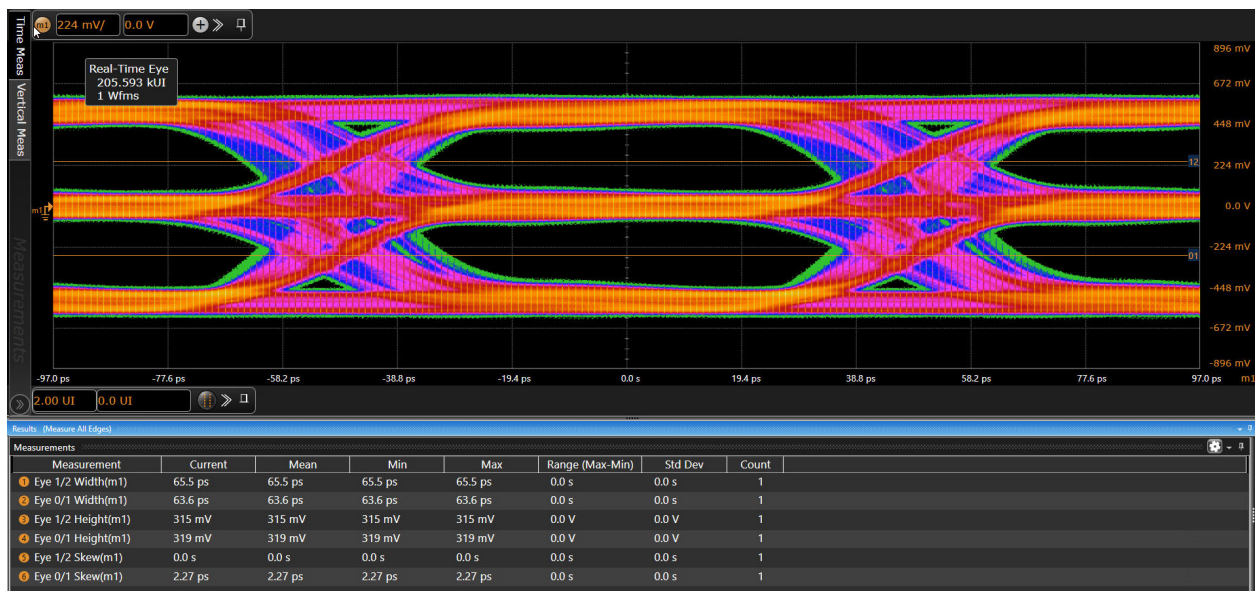 Time Meas
Vertical Meas
Measurements
m1 224 mV/ 0.0 V
Real-Time Eye
205.593 kUI
1 Wfms
896 mV
672 mV
448 mV
224 mV
0.0 V
-224 mV
-448 mV
-672 mV
-896 mV
12
01
m1
-97.0 ps -77.6 ps -58.2 ps -38.8 ps -19.4 ps 0.0 s 19.4 ps 38.8 ps 58.2 ps 77.6 ps 97.0 ps m1
2.00 UI 0.0 UI
Results (Measure All Edges)
Measurements
Measurement Current Mean Min Max Range (Max-Min) Std Dev Count
1 Eye 1/2 Width(m1) 65.5 ps 65.5 ps 65.5 ps 65.5 ps 0.0 s 0.0 s 1
2 Eye 0/1 Width(m1) 63.6 ps 63.6 ps 63.6 ps 63.6 ps 0.0 s 0.0 s 1
3 Eye 1/2 Height(m1) 315 mV 315 mV 315 mV 315 mV 0.0 V 0.0 V 1
4 Eye 0/1 Height(m1) 319 mV 319 mV 319 mV 319 mV 0.0 V 0.0 V 1
5 Eye 1/2 Skew(m1) 0.0 s 0.0 s 0.0 s 0.0 s 0.0 s 0.0 s 1
6 Eye 0/1 Skew(m1) 2.27 ps 2.27 ps 2.27 ps 2.27 ps 0.0 s 0.0 s 1